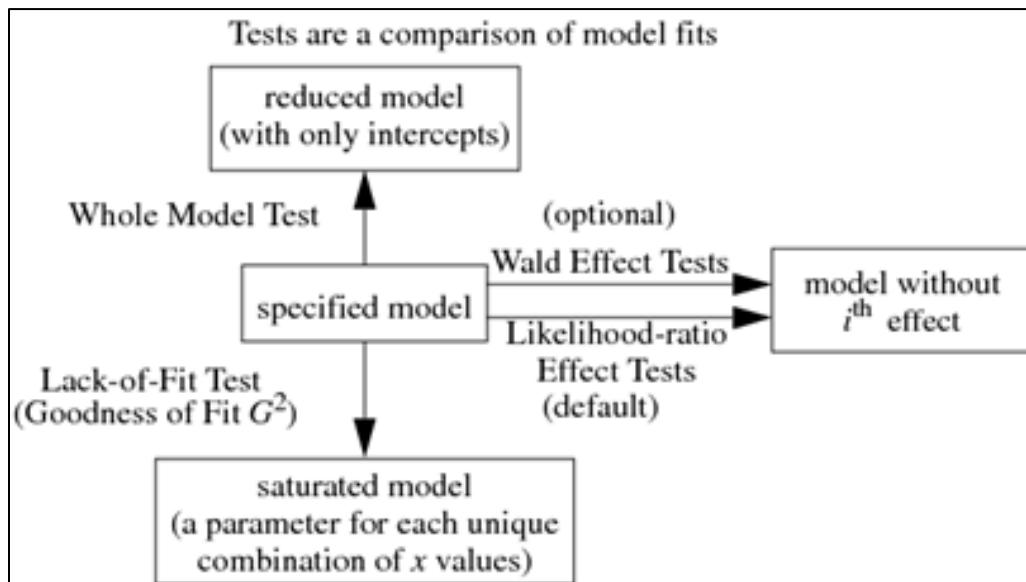 Tests are a comparison of model fits
reduced model
(with only intercepts)
Whole Model Test
(optional)
Wald Effect Tests
specified model
model without
iᵗʰ effect
Likelihood-ratio
Effect Tests
(default)
Lack-of-Fit Test
(Goodness of Fit G²)
saturated model
(a parameter for each unique
combination of x values)